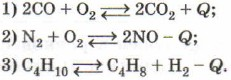 1) 2CO + O₂ ⇄ 2CO₂ + Q;
2) N₂ + O₂ ⇄ 2NO – Q;
3) C₄H₁₀ ⇄ C₄H₈ + H₂ – Q.